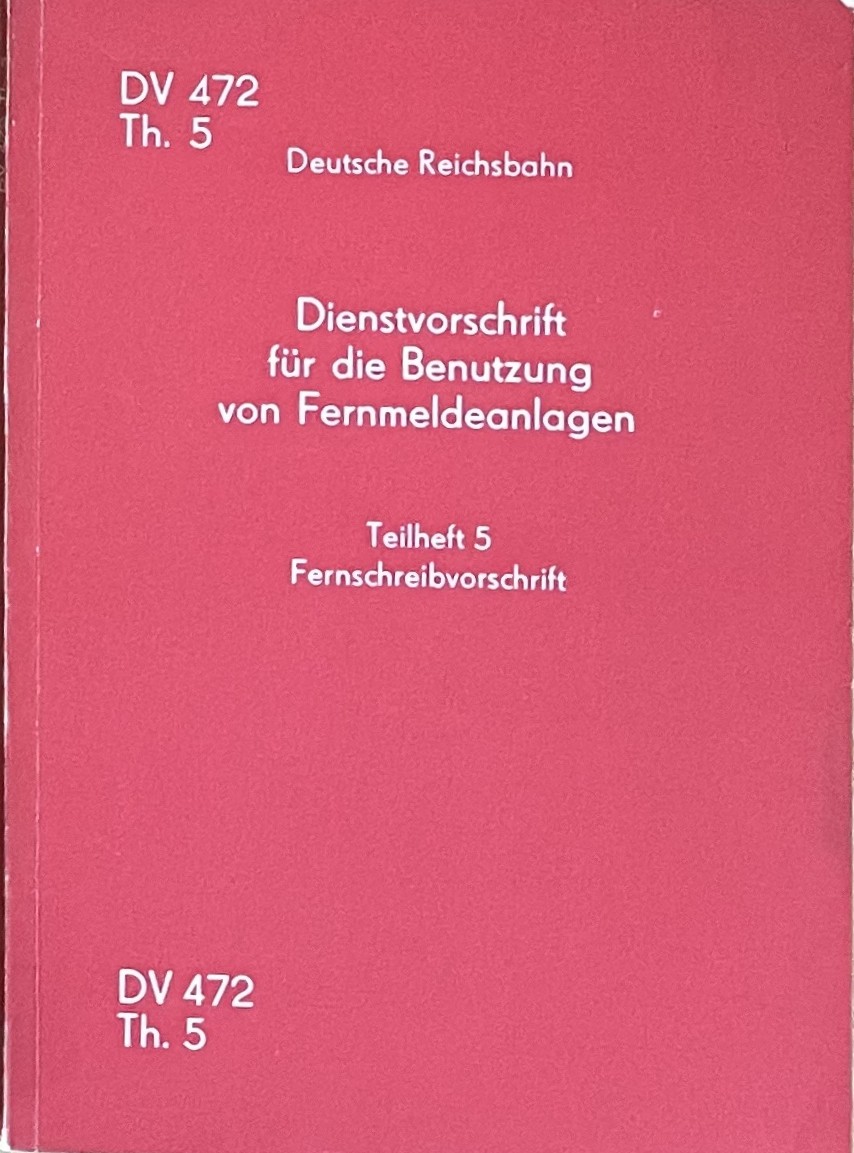 DV 472
Th. 5
Deutsche Reichsbahn
Dienstvorschrift
für die Benutzung
von Fernmeldeanlagen
Teilheft 5
Fernschreibvorschrift
DV 472
Th. 5